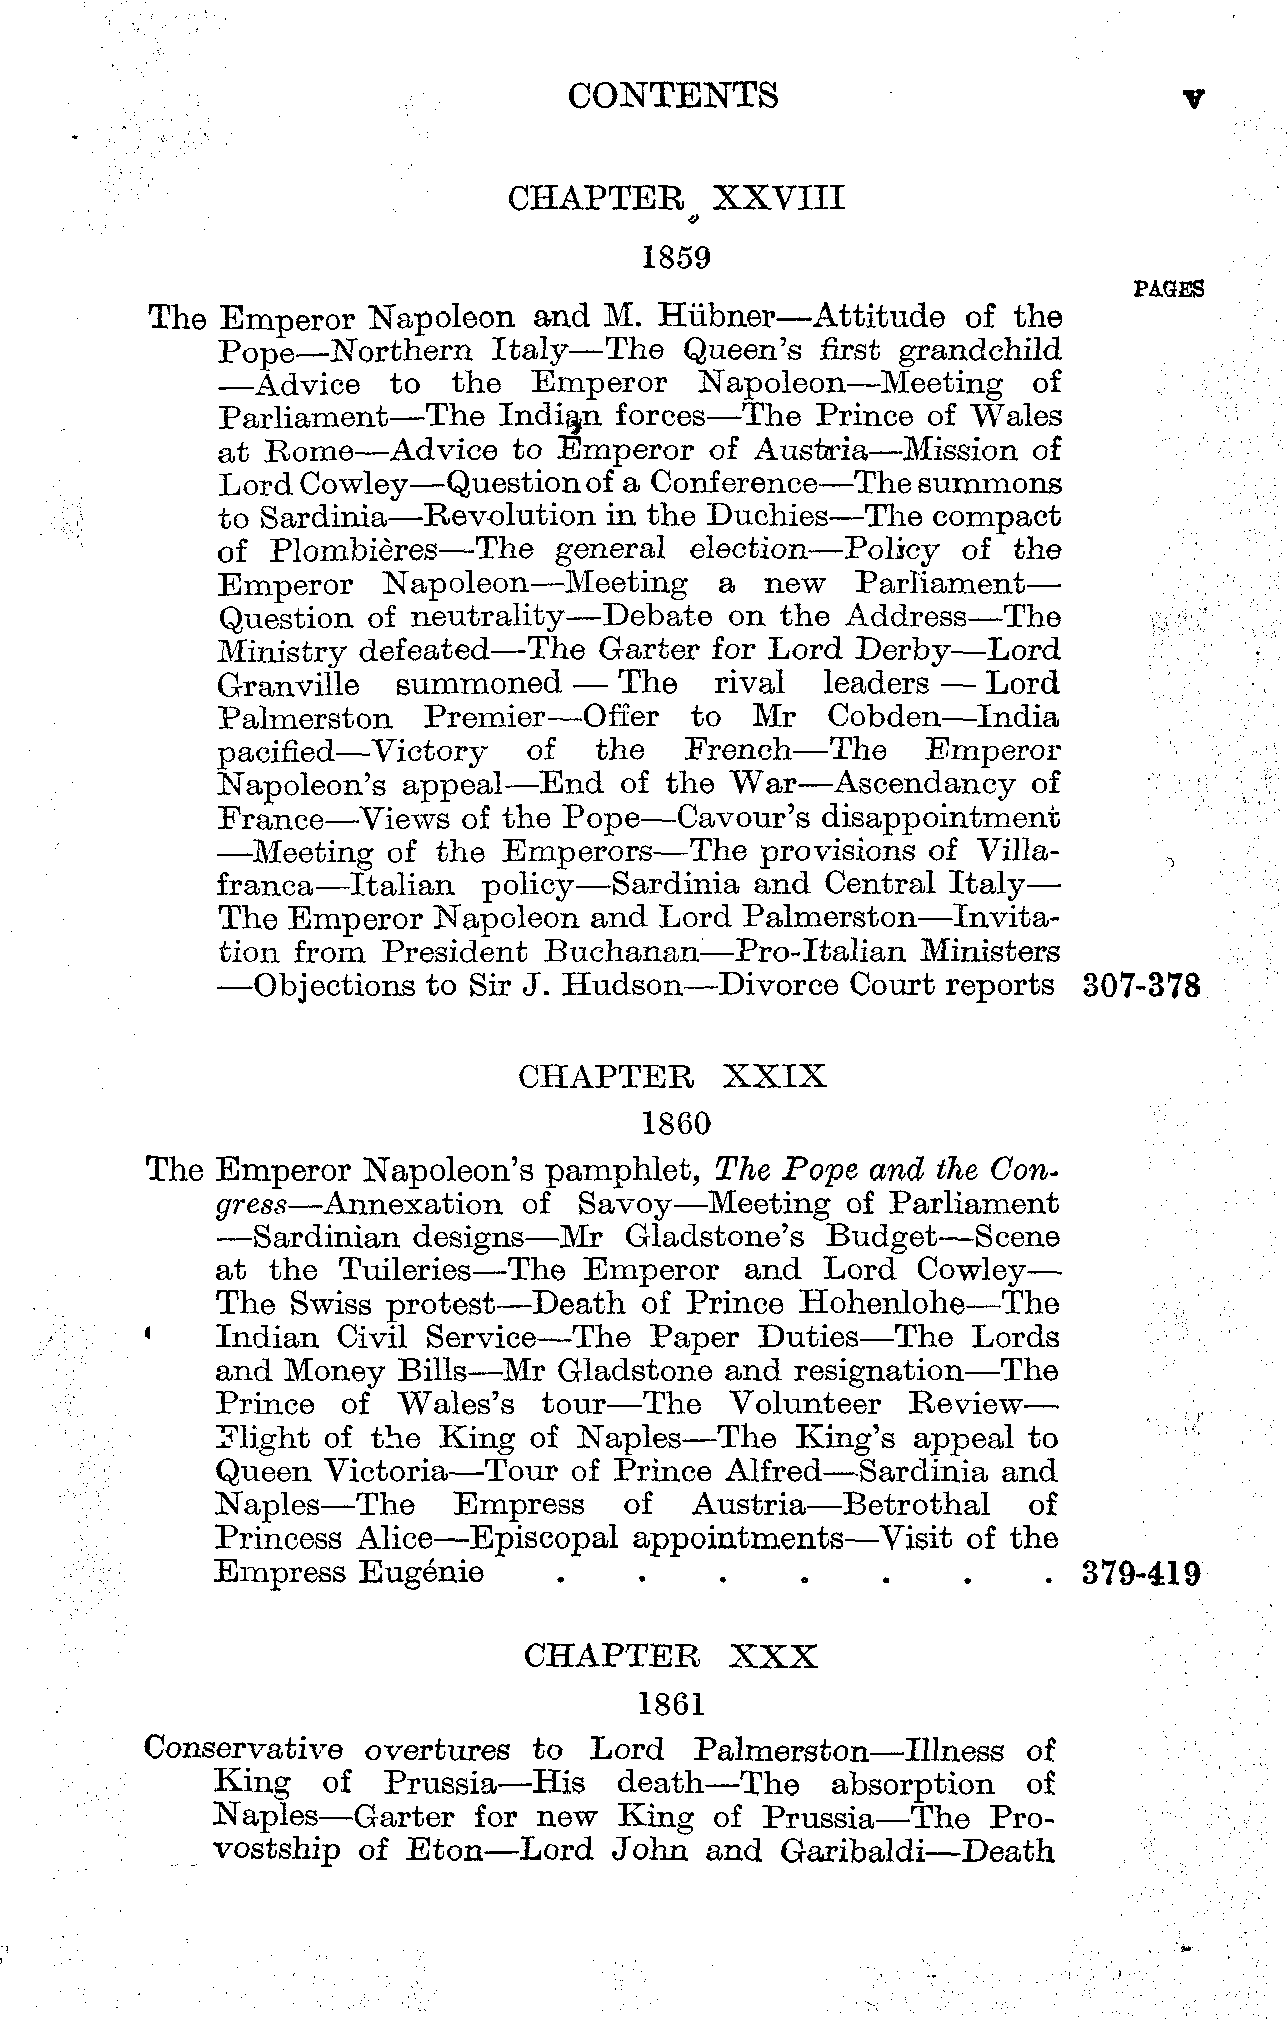 CONTENTS v
CHAPTER XXVIII
1859
PAGES
The Emperor Napoleon and M. Hübner—Attitude of the
Pope—Northern Italy—The Queen's first grandchild
—Advice to the Emperor Napoleon—Meeting of
Parliament—The Indian forces—The Prince of Wales
at Rome—Advice to Emperor of Austria—Mission of
Lord Cowley—Question of a Conference—The summons
to Sardinia—Revolution in the Duchies—The compact
of Plombières—The general election—Policy of the
Emperor Napoleon—Meeting a new Parliament—
Question of neutrality—Debate on the Address—The
Ministry defeated—The Garter for Lord Derby—Lord
Granville summoned — The rival leaders — Lord
Palmerston Premier—Offer to Mr Cobden—India
pacified—Victory of the French—The Emperor
Napoleon's appeal—End of the War—Ascendancy of
France—Views of the Pope—Cavour's disappointment
—Meeting of the Emperors—The provisions of Villa-
franca—Italian policy—Sardinia and Central Italy—
The Emperor Napoleon and Lord Palmerston—Invita-
tion from President Buchanan—Pro-Italian Ministers
—Objections to Sir J. Hudson—Divorce Court reports 307-378
CHAPTER XXIX
1860
The Emperor Napoleon's pamphlet, The Pope and the Con-
gress—Annexation of Savoy—Meeting of Parliament
—Sardinian designs—Mr Gladstone's Budget—Scene
at the Tuileries—The Emperor and Lord Cowley—
The Swiss protest—Death of Prince Hohenlohe—The
Indian Civil Service—The Paper Duties—The Lords
and Money Bills—Mr Gladstone and resignation—The
Prince of Wales's tour—The Volunteer Review—
Flight of the King of Naples—The King's appeal to
Queen Victoria—Tour of Prince Alfred—Sardinia and
Naples—The Empress of Austria—Betrothal of
Princess Alice—Episcopal appointments—Visit of the
Empress Eugénie . . . . . . . 379-419
CHAPTER XXX
1861
Conservative overtures to Lord Palmerston—Illness of
King of Prussia—His death—The absorption of
Naples—Garter for new King of Prussia—The Pro-
vostship of Eton—Lord John and Garibaldi—Death